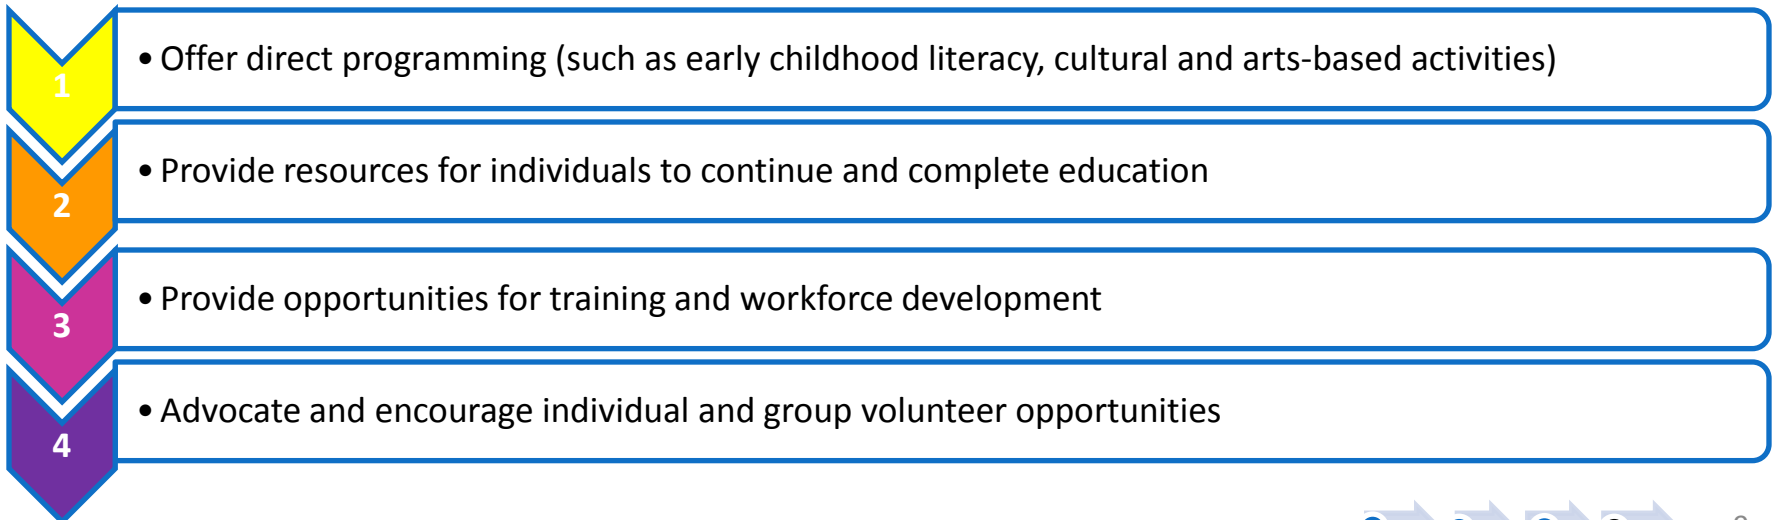 1
• Offer direct programming (such as early childhood literacy, cultural and arts-based activities)
2
• Provide resources for individuals to continue and complete education
3
• Provide opportunities for training and workforce development
4
• Advocate and encourage individual and group volunteer opportunities